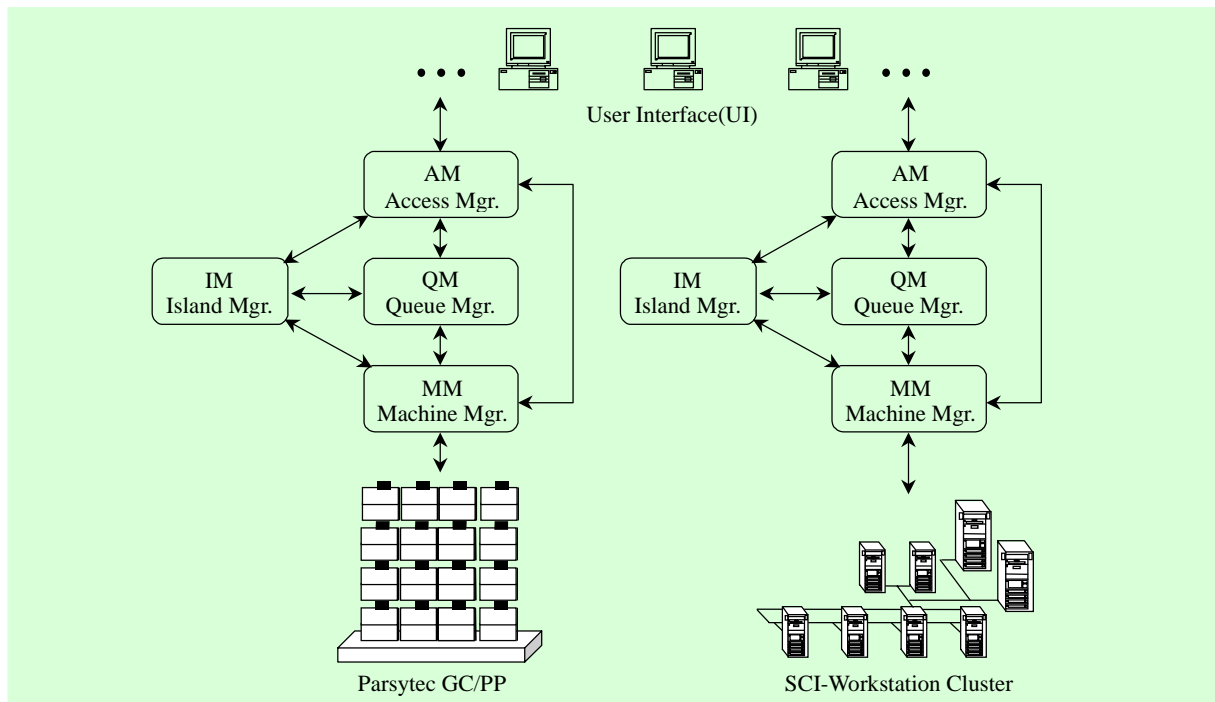 User Interface(UI)
AM
Access Mgr.
AM
Access Mgr.
IM
Island Mgr.
QM
Queue Mgr.
IM
Island Mgr.
QM
Queue Mgr.
MM
Machine Mgr.
MM
Machine Mgr.
Parsytec GC/PP
SCI-Workstation Cluster